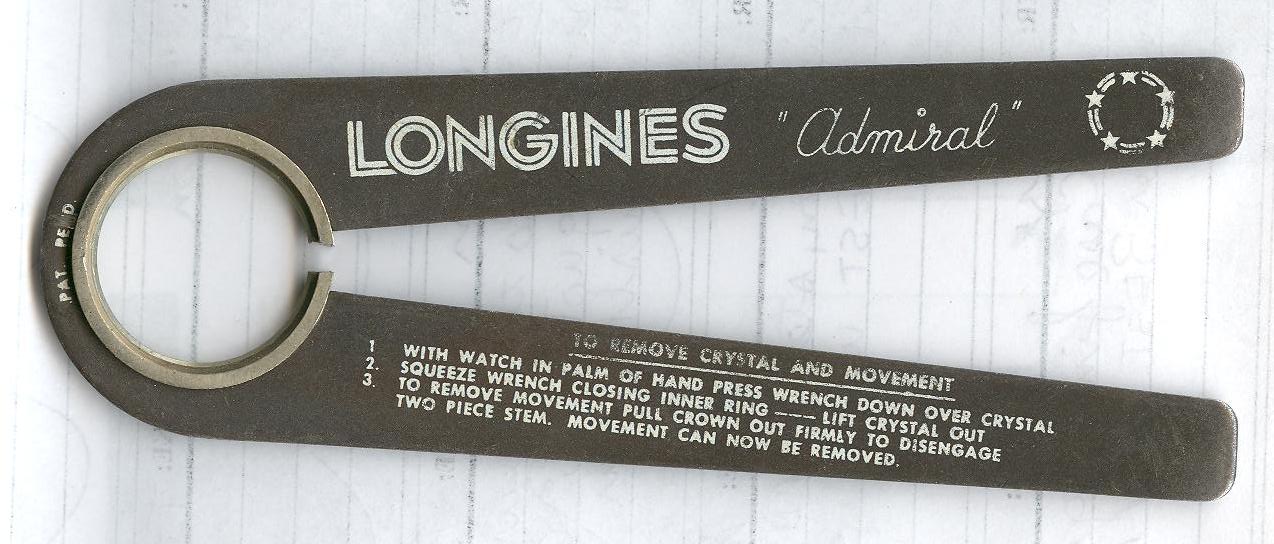 LONGINES "Admiral"
PAT. PEND.
TO REMOVE CRYSTAL AND MOVEMENT
1 WITH WATCH IN PALM OF HAND PRESS WRENCH DOWN OVER CRYSTAL
2. SQUEEZE WRENCH CLOSING INNER RING —— LIFT CRYSTAL OUT
3. TO REMOVE MOVEMENT PULL CROWN OUT FIRMLY TO DISENGAGE
TWO PIECE STEM. MOVEMENT CAN NOW BE REMOVED.